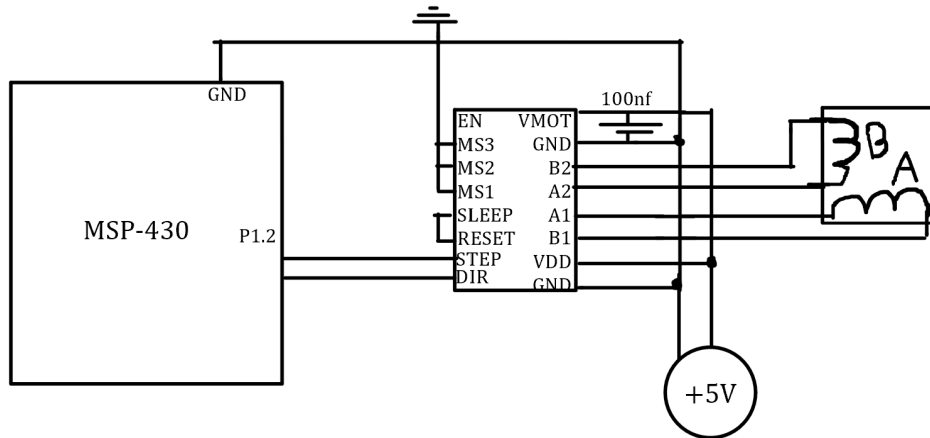 GND
MSP-430
P1.2
EN
MS3
MS2
MS1
SLEEP
RESET
STEP
DIR
VMOT
GND
B2
A2
A1
B1
VDD
GND
100nf
B
A
+5V